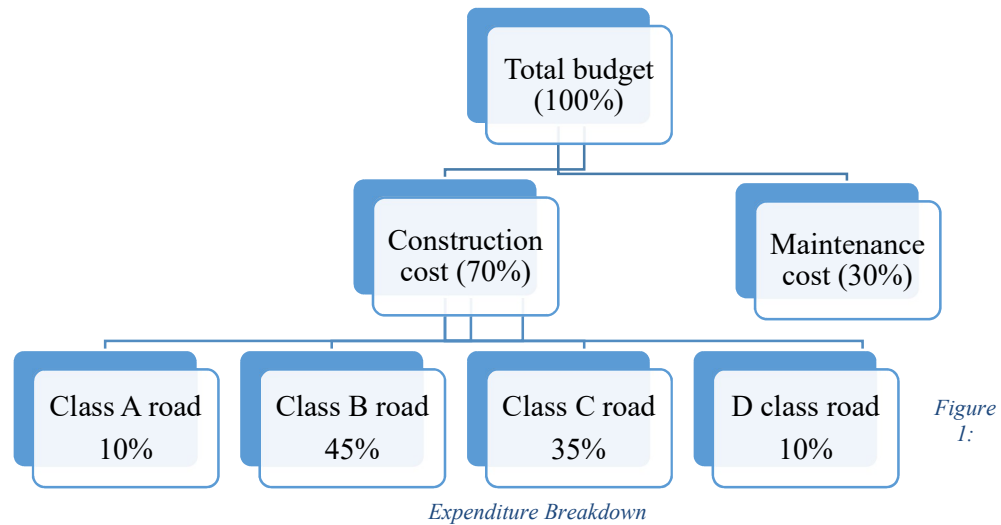 Total budget
(100%)
Construction
cost (70%)
Maintenance
cost (30%)
Class A road
10%
Class B road
45%
Class C road
35%
D class road
10%
Figure
1:
Expenditure Breakdown